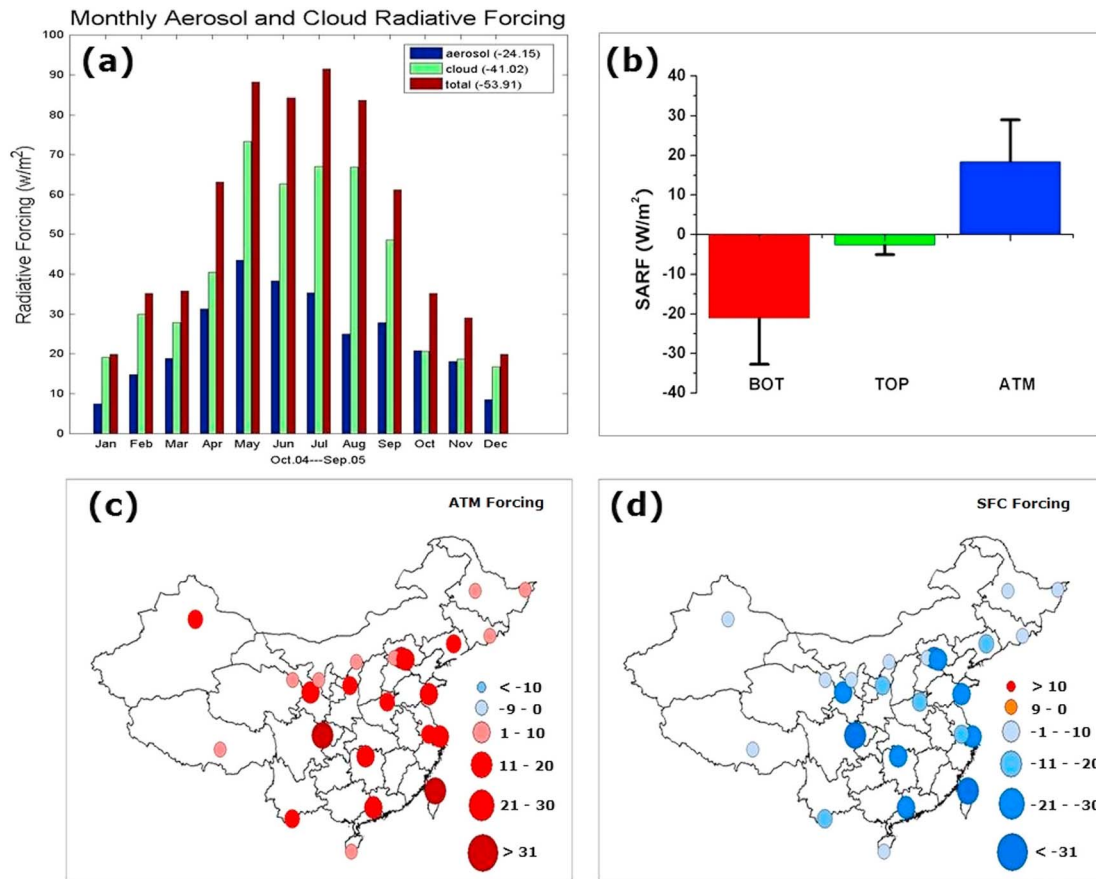 Monthly Aerosol and Cloud Radiative Forcing
(a)
aerosol (-24.15)
cloud (-41.02)
total (-53.91)
Radiative Forcing (w/m²)
100
90
80
70
60
50
40
30
20
10
0
Jan Feb Mar Apr May Jun Jul Aug Sep Oct Nov Dec
Oct.04---Sep.05
(b)
SARF (W/m²)
40
30
20
10
0
-10
-20
-30
-40
BOT TOP ATM
(c)
ATM Forcing
< -10
-9 - 0
1 - 10
11 - 20
21 - 30
> 31
(d)
SFC Forcing
> 10
9 - 0
-1 - -10
-11 - -20
-21 - -30
< -31